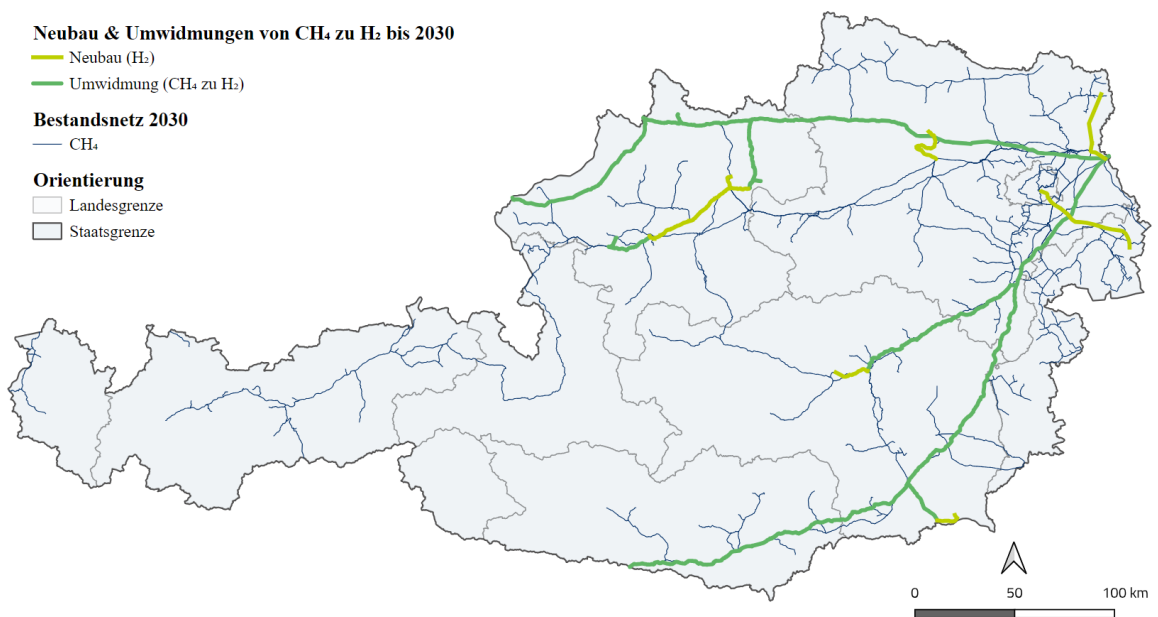 Neubau & Umwidmungen von CH₄ zu H₂ bis 2030
Neubau (H₂)
Umwidmung (CH₄ zu H₂)
Bestandsnetz 2030
CH₄
Orientierung
Landesgrenze
Staatsgrenze
0 50 100 km